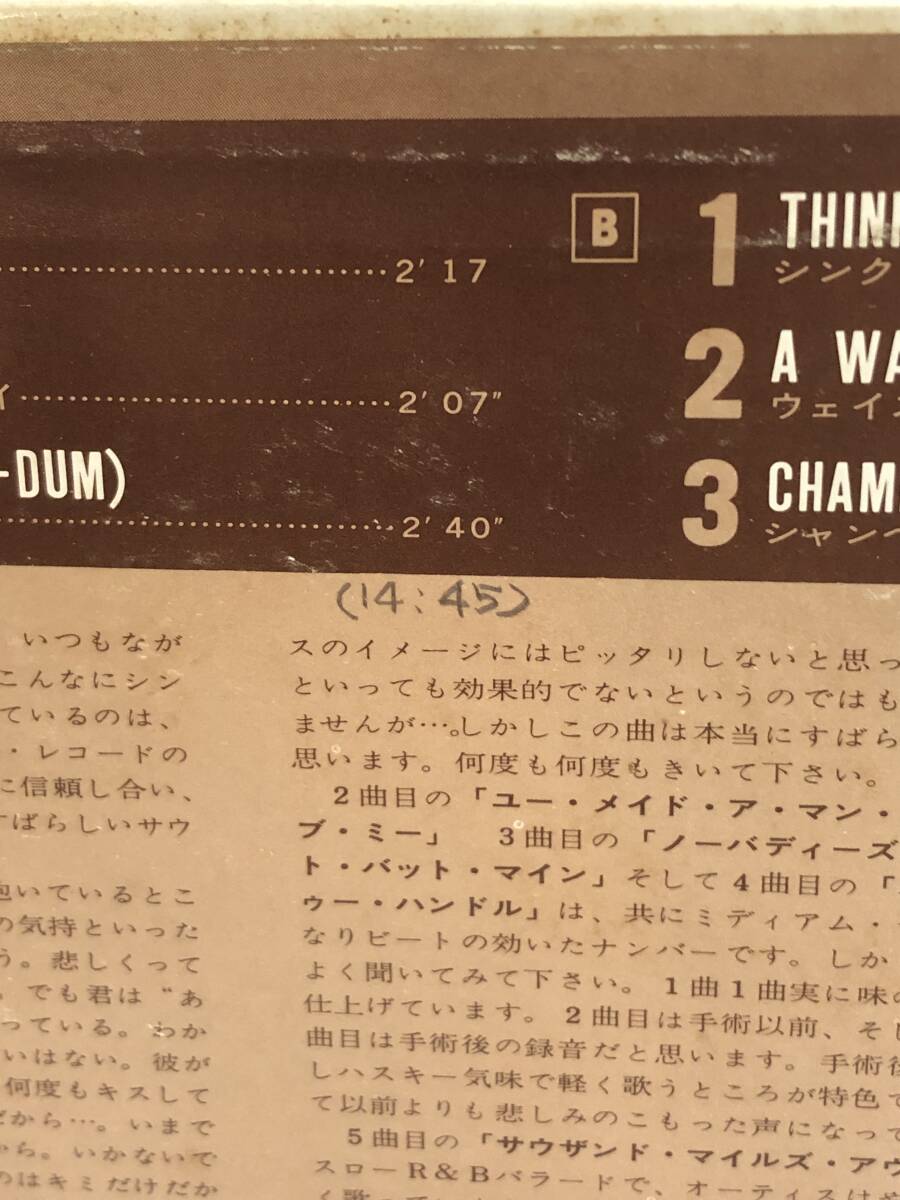 2' 17
ィ 2' 07"
-DUM)
2' 40"
B
1 THIN
シンク
2 A WA
ウェイス
3 CHAM
シャンペ
(14:45)
いつもなが
こんなにシン
ているのは、
・レコードの
に信頼し合い、
すばらしいサウ
抱いているとこ
の気持といった
う。悲しくって
。でも君は“あ
っている。わか
いはない。彼が
何度もキスして
だから…。いまで
から。いかないで
のはキミだけだか
スのイメージにはピッタリしないと思っ
といっても効果的でないというのではも
ませんが…。しかしこの曲は本当にすばら
思います。何度も何度もきいて下さい。
2曲目の「ユー・メイド・ア・マン・
ブ・ミー」 3曲目の「ノーバディーズ
ト・バット・マイン」そして4曲目の「
ゥー・ハンドル」は、共にミディアム・
なりビートの効いたナンバーです。しか
よく聞いてみて下さい。1曲1曲実に味の
仕上げています。2曲目は手術以前、そし
曲目は手術後の録音だと思います。手術後
しハスキー気味で軽く歌うところが特色で
て以前よりも悲しみのこもった声になって
5曲目の「サウザンド・マイルズ・アウ
スローR&Bバラードで、オーティスは